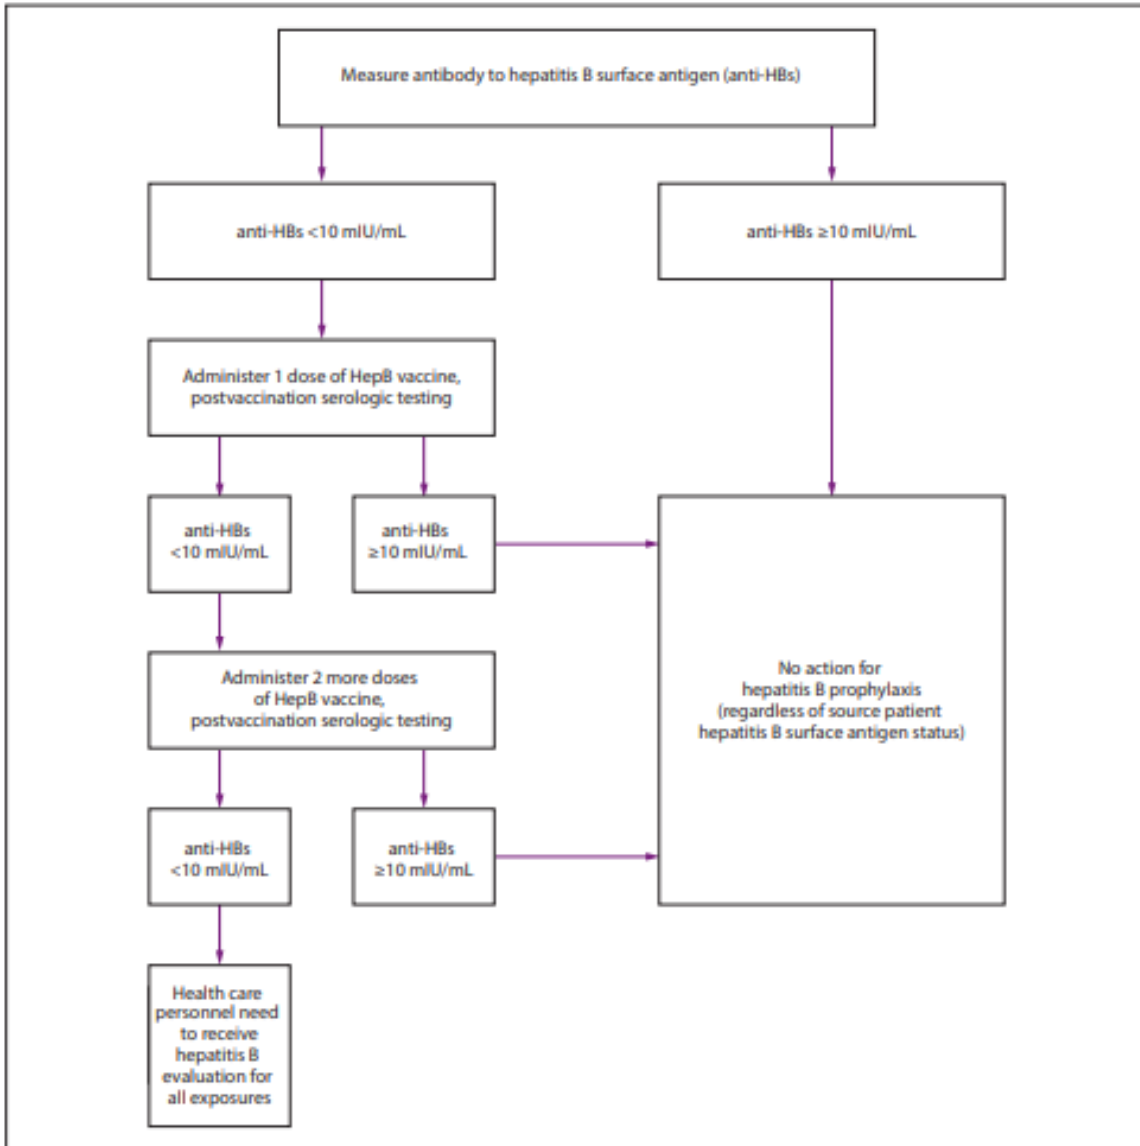 Measure antibody to hepatitis B surface antigen (anti-HBs)
anti-HBs <10 mIU/mL
anti-HBs ≥10 mIU/mL
Administer 1 dose of HepB vaccine,
postvaccination serologic testing
anti-HBs
<10 mIU/mL
anti-HBs
≥10 mIU/mL
Administer 2 more doses
of HepB vaccine,
postvaccination serologic testing
No action for
hepatitis B prophylaxis
(regardless of source patient
hepatitis B surface antigen status)
anti-HBs
<10 mIU/mL
anti-HBs
≥10 mIU/mL
Health care
personnel need
to receive
hepatitis B
evaluation for
all exposures